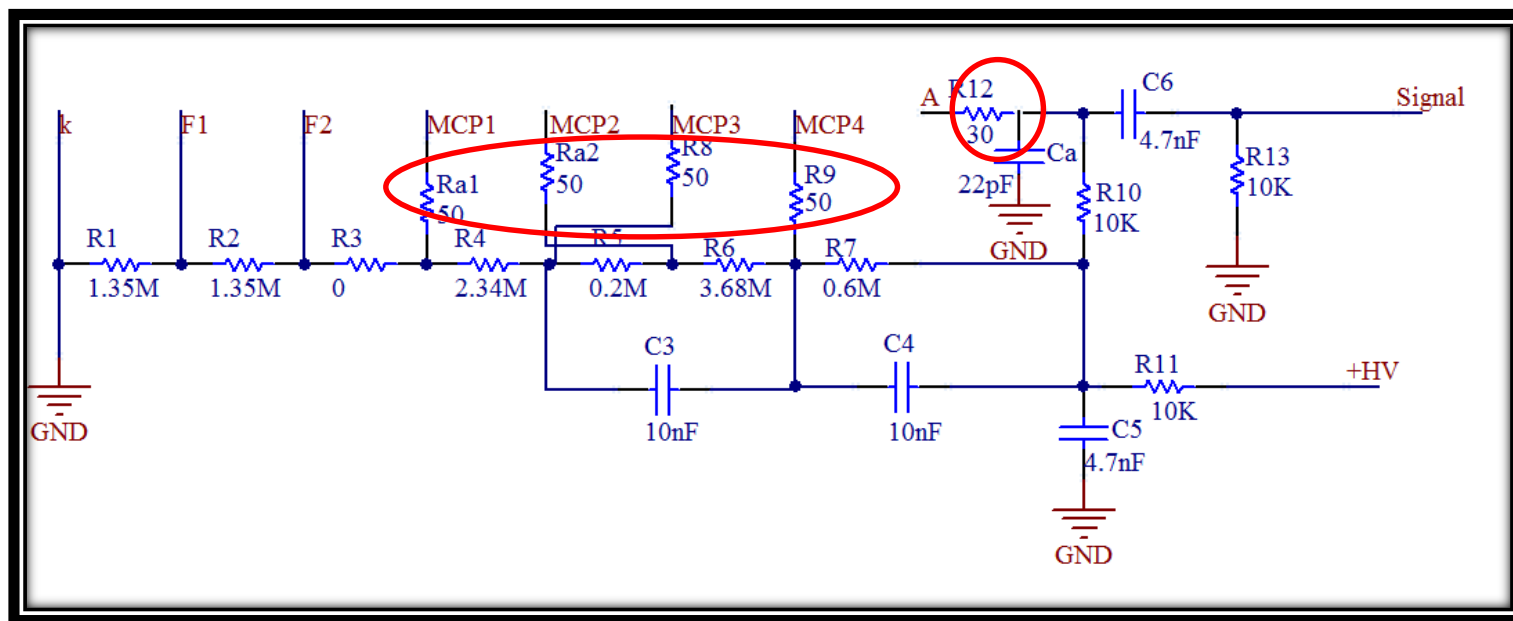 k
F1
F2
MCP1
MCP2
MCP3
MCP4
A
R12
30
C6
4.7nF
Signal
Ra1
50
Ra2
50
R8
50
R9
50
Ca
22pF
GND
R10
10K
R13
10K
GND
R1
1.35M
R2
1.35M
R3
0
R4
2.34M
R5
0.2M
R6
3.68M
R7
0.6M
C3
10nF
C4
10nF
R11
10K
+HV
GND
C5
4.7nF
GND